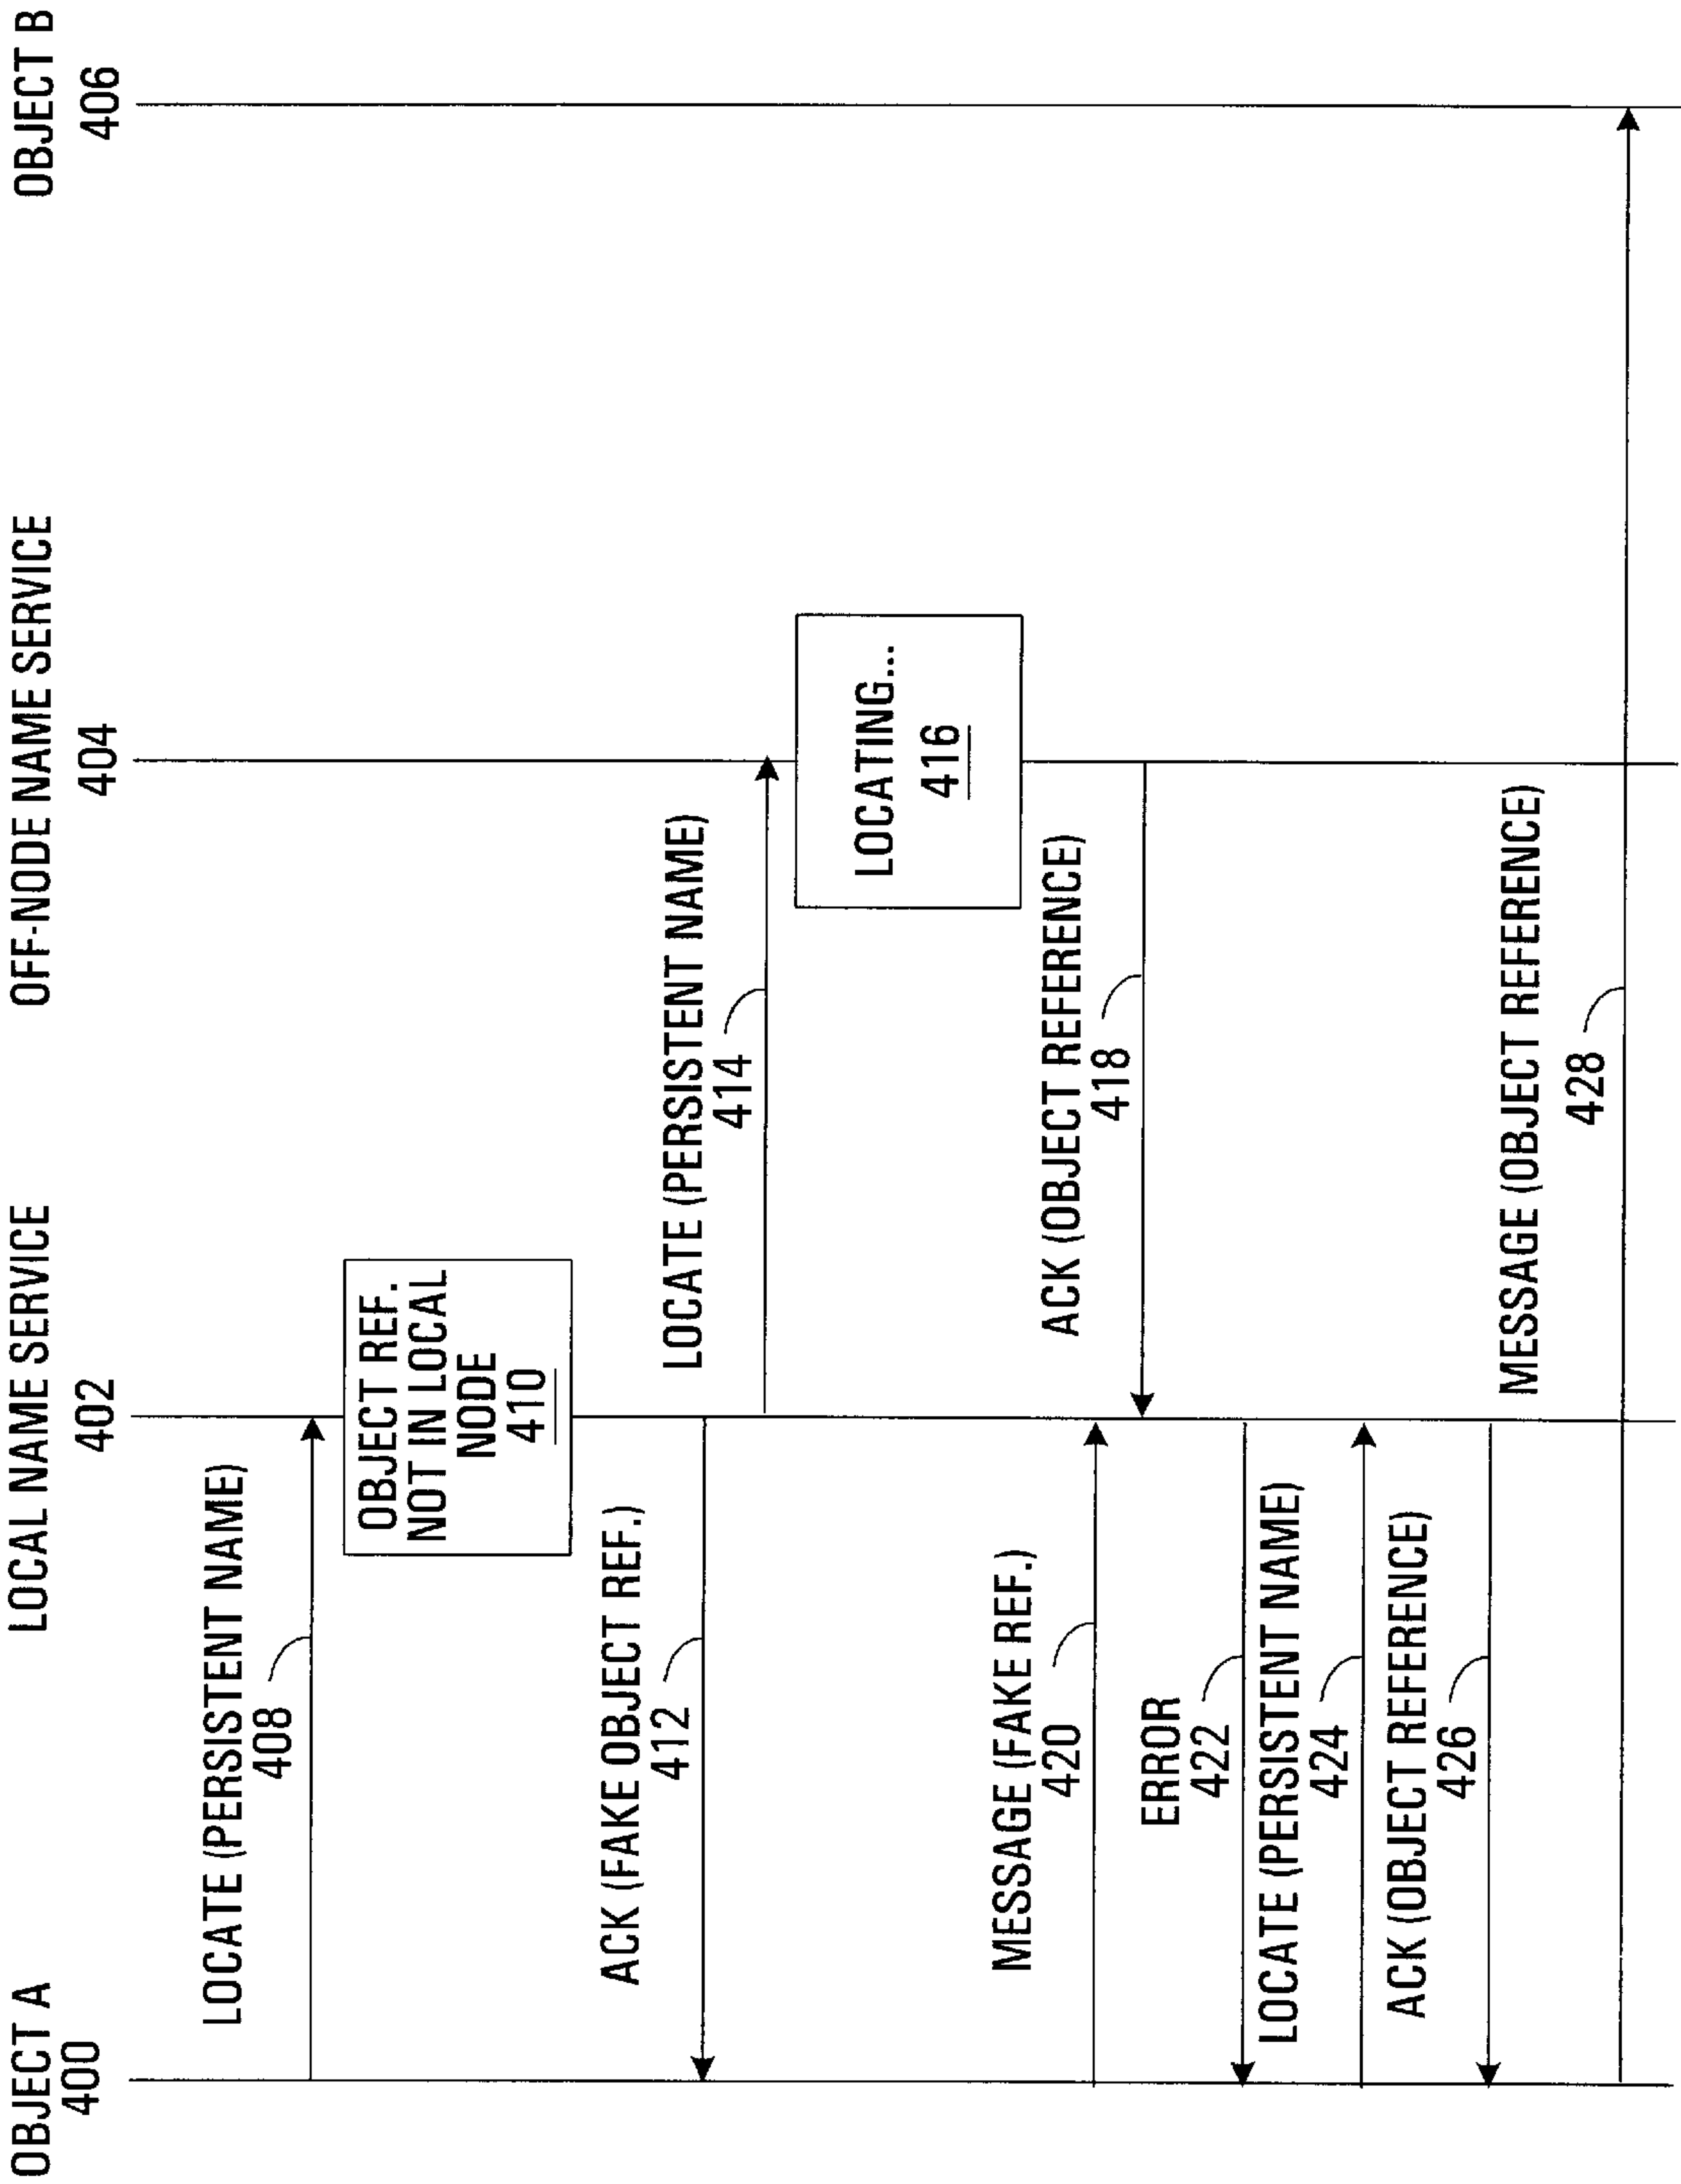 OBJECT A
400
LOCAL NAME SERVICE
402
OFF-NODE NAME SERVICE
404
OBJECT B
406
LOCATE (PERSISTENT NAME)
408
OBJECT REF.
NOT IN LOCAL
NODE
410
ACK (FAKE OBJECT REF.)
412
LOCATE (PERSISTENT NAME)
414
LOCATING...
416
MESSAGE (FAKE REF.)
420
ACK (OBJECT REFERENCE)
418
ERROR
422
LOCATE (PERSISTENT NAME)
424
ACK (OBJECT REFERENCE)
426
MESSAGE (OBJECT REFERENCE)
428